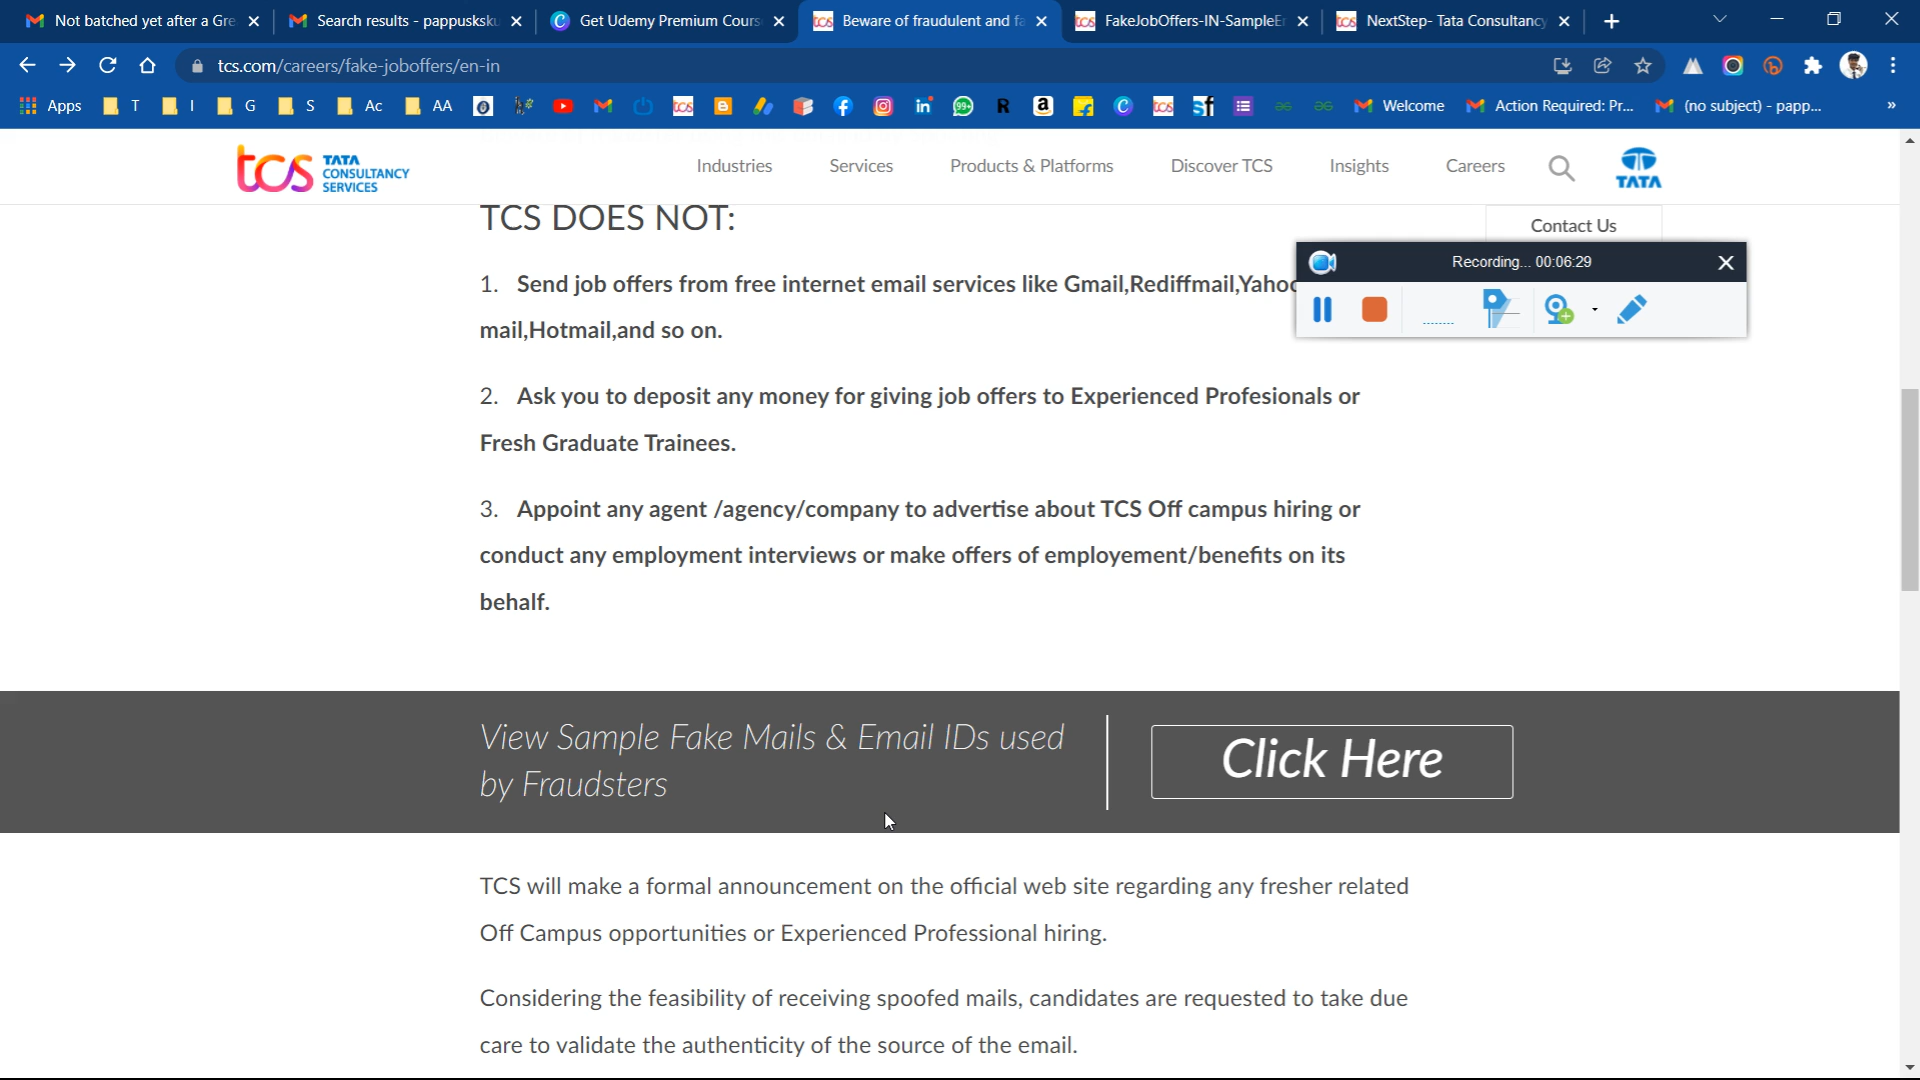 Not batched yet after a Gre
Search results - pappusksku
Get Udemy Premium Cours
Beware of fraudulent and fa
FakeJobOffers-IN-SampleEr
NextStep- Tata Consultancy
tcs.com/careers/fake-joboffers/en-in
Apps T I G S Ac AA Welcome Action Required: Pr... (no subject) - papp... »
tcs TATA
CONSULTANCY
SERVICES
Industries Services Products & Platforms Discover TCS Insights Careers
TATA
Contact Us
Recording... 00:06:29
TCS DOES NOT:
1. Send job offers from free internet email services like Gmail,Rediffmail,Yahoo
mail,Hotmail,and so on.
2. Ask you to deposit any money for giving job offers to Experienced Profesionals or
Fresh Graduate Trainees.
3. Appoint any agent /agency/company to advertise about TCS Off campus hiring or
conduct any employment interviews or make offers of employement/benefits on its
behalf.
View Sample Fake Mails & Email IDs used
by Fraudsters
Click Here
TCS will make a formal announcement on the official web site regarding any fresher related
Off Campus opportunities or Experienced Professional hiring.
Considering the feasibility of receiving spoofed mails, candidates are requested to take due
care to validate the authenticity of the source of the email.